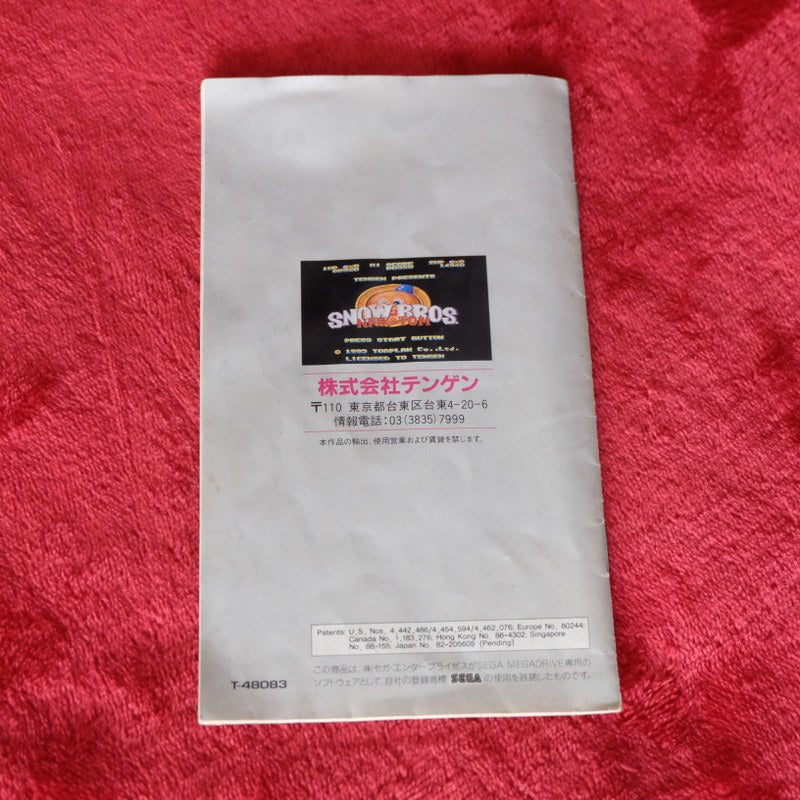 1UP 2×0 HI SCORE 2UP 2×0
TENGEN PRESENTS
SNOW BROS.
PRESS START BUTTON
LICENSED TO TENGEN
株式会社テンゲン
〒110 東京都台東区台東4-20-6
情報電話:03(3835)7999
本作品の輸出、使用営業および賃貸を禁じます。
Patents: U.S. Nos. 4,442,486/4,454,594/4,462,076; Europe No. 80244;
Canada No. 1,183,276; Hong Kong No. 88-4302; Singapore
No. 88-155; Japan No. 82-205605 (Pending)
この商品は、㈱セガ・エンタープライゼスがSEGA MEGADRIVE専用の
T-48083 ソフトウェアとして、自社の登録商標 SEGA の使用を許諾したものです。